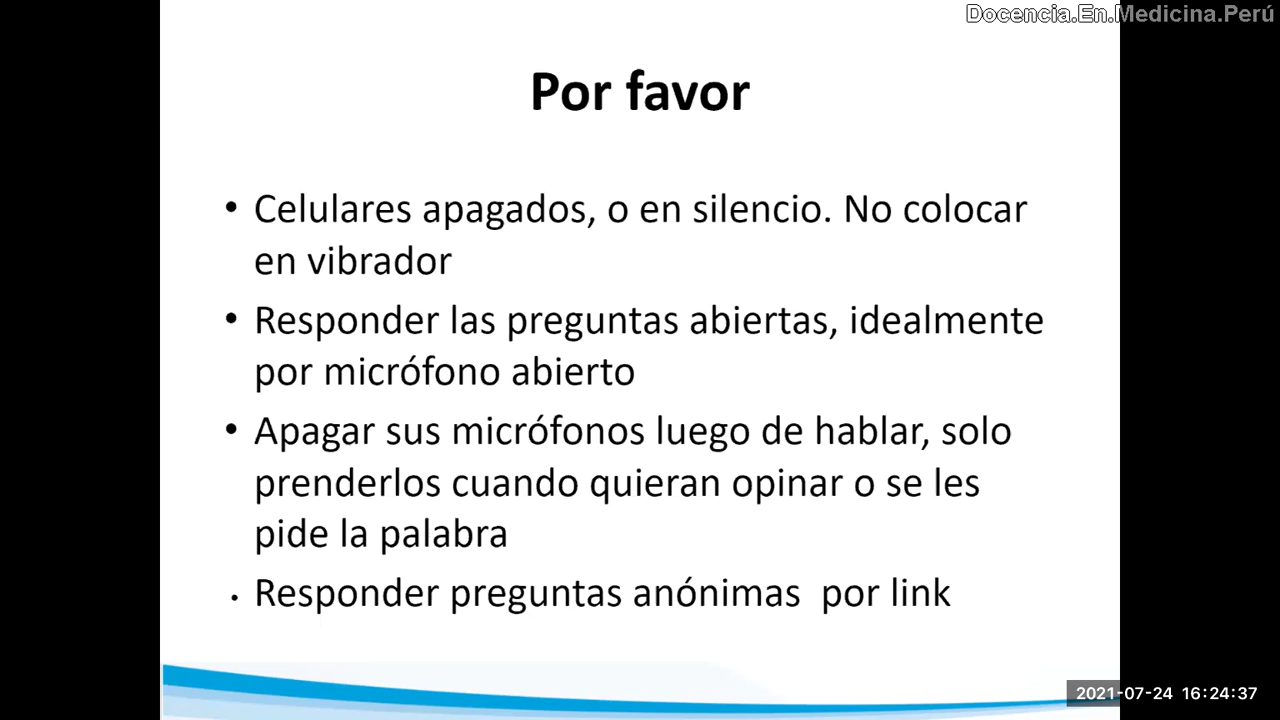 Docencia.En.Medicina.Perú
Por favor
• Celulares apagados, o en silencio. No colocar
en vibrador
• Responder las preguntas abiertas, idealmente
por micrófono abierto
• Apagar sus micrófonos luego de hablar, solo
prenderlos cuando quieran opinar o se les
pide la palabra
• Responder preguntas anónimas  por link
2021-07-24 16:24:37